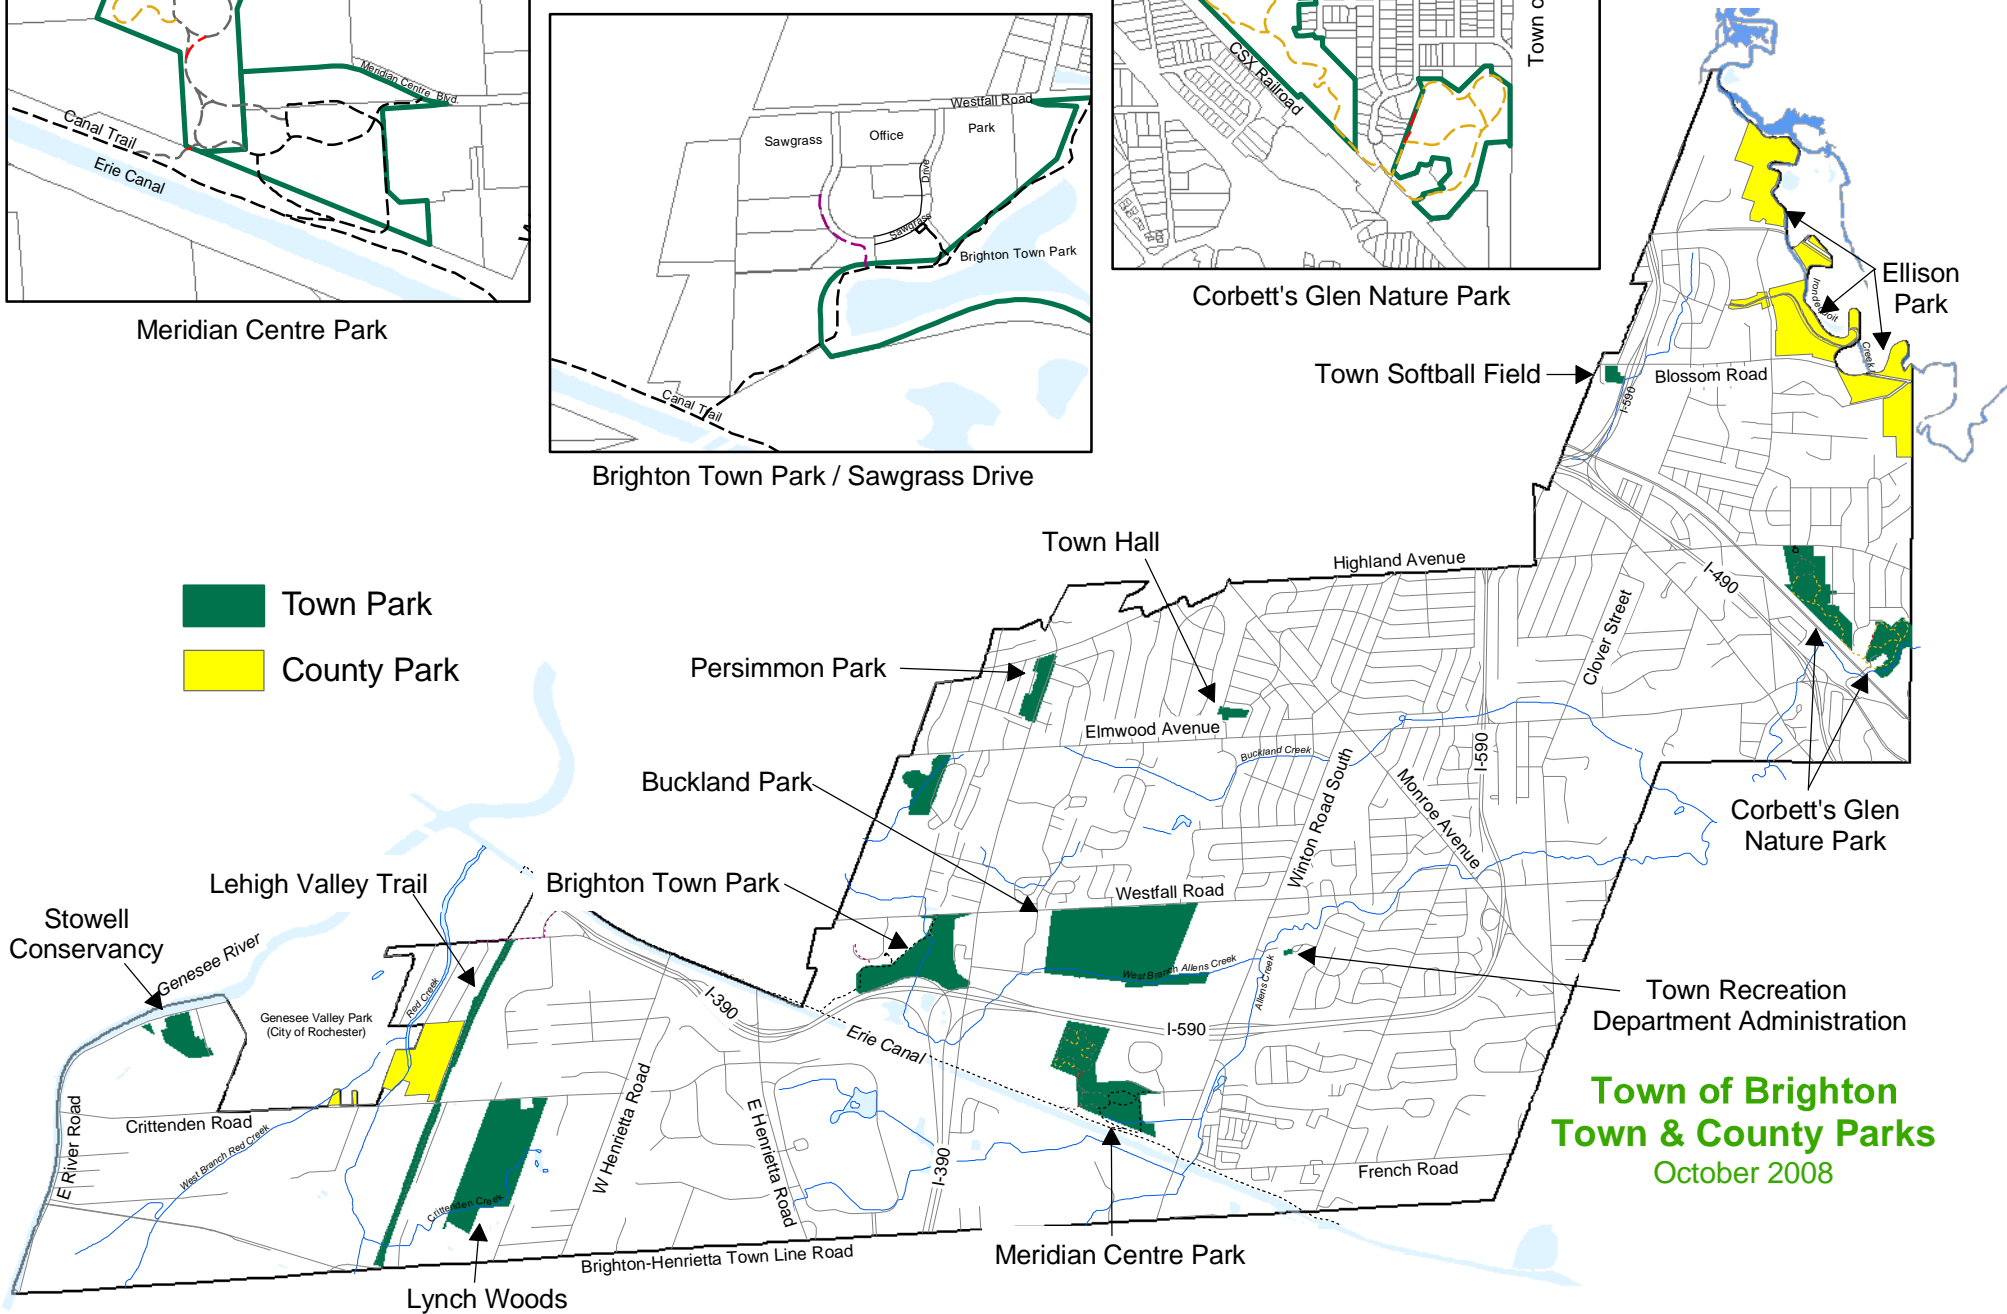 Meridian Centre Blvd.
Canal Trail
Erie Canal
Meridian Centre Park
Westfall Road
Sawgrass
Office
Park
Drive
Sawgrass
Brighton Town Park
Canal Trail
Brighton Town Park / Sawgrass Drive
CSX Railroad
Town o
Corbett's Glen Nature Park
Ellison
Park
Irondequoit
Creek
Town Softball Field
Blossom Road
I-590
Town Hall
Highland Avenue
I-490
Clover Street
Town Park
County Park
Persimmon Park
Elmwood Avenue
Buckland Creek
I-590
Buckland Park
Winton Road South
Monroe Avenue
Corbett's Glen
Nature Park
Lehigh Valley Trail
Brighton Town Park
Westfall Road
Stowell
Conservancy
Genesee River
Red Creek
Genesee Valley Park
(City of Rochester)
I-390
West Branch Allens Creek
Allens Creek
Town Recreation
Department Administration
I-590
Erie Canal
Crittenden Road
E River Road
West Branch Red Creek
W Henrietta Road
E Henrietta Road
I-390
Crittenden Creek
French Road
Town of Brighton
Town & County Parks
October 2008
Brighton-Henrietta Town Line Road
Meridian Centre Park
Lynch Woods